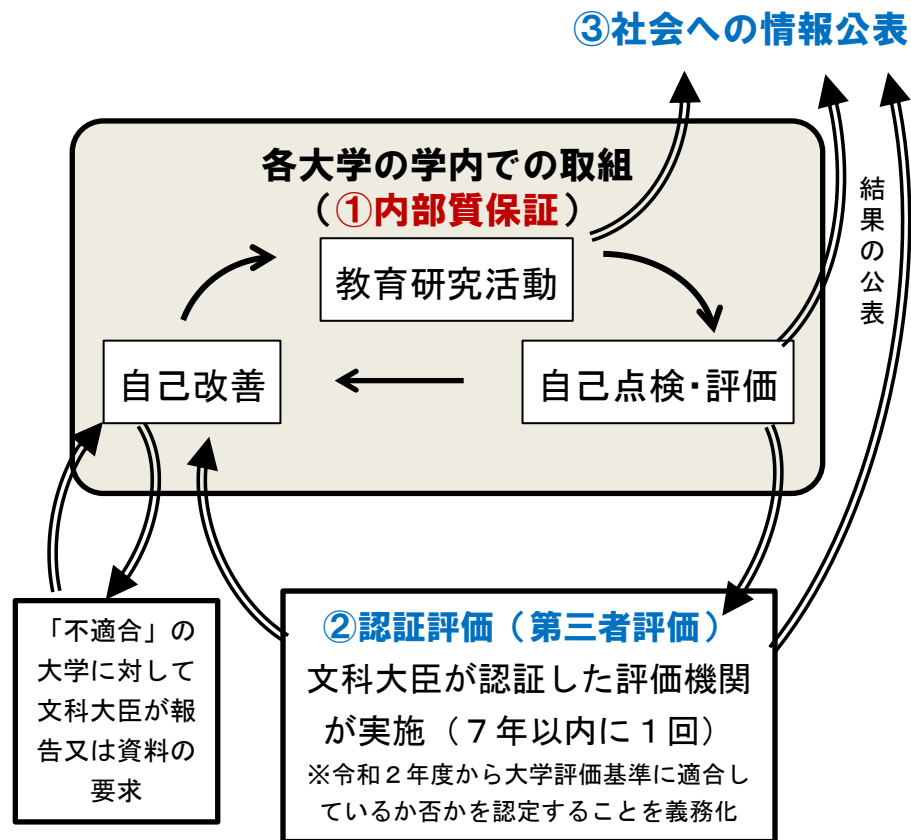 ③社会への情報公表
各大学の学内での取組
（①内部質保証）
教育研究活動
自己改善
自己点検・評価
結果の公表
「不適合」の
大学に対して
文科大臣が報
告又は資料の
要求
②認証評価（第三者評価）
文科大臣が認証した評価機関
が実施（７年以内に１回）
※令和２年度から大学評価基準に適合し
ているか否かを認定することを義務化